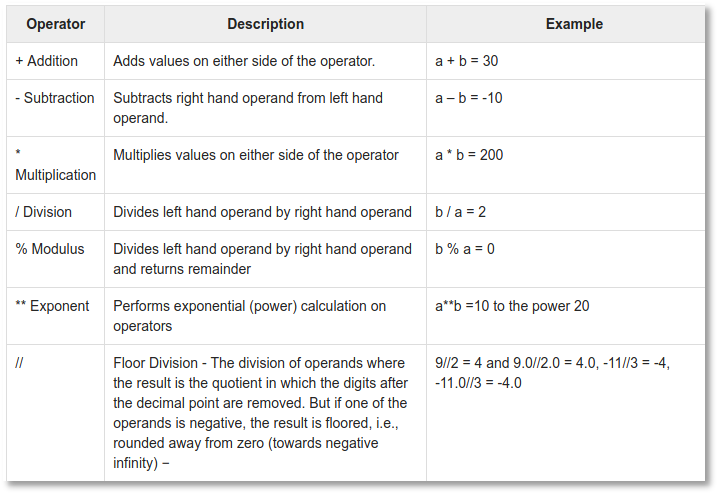 Operator Description Example
+ Addition Adds values on either side of the operator. a + b = 30
- Subtraction Subtracts right hand operand from left hand a – b = -10
operand.
* Multiplies values on either side of the operator a * b = 200
Multiplication
/ Division Divides left hand operand by right hand operand b / a = 2
% Modulus Divides left hand operand by right hand operand b % a = 0
and returns remainder
** Exponent Performs exponential (power) calculation on a**b =10 to the power 20
operators
// Floor Division - The division of operands where 9//2 = 4 and 9.0//2.0 = 4.0, -11//3 = -4,
the result is the quotient in which the digits after -11.0//3 = -4.0
the decimal point are removed. But if one of the
operands is negative, the result is floored, i.e.,
rounded away from zero (towards negative
infinity) −